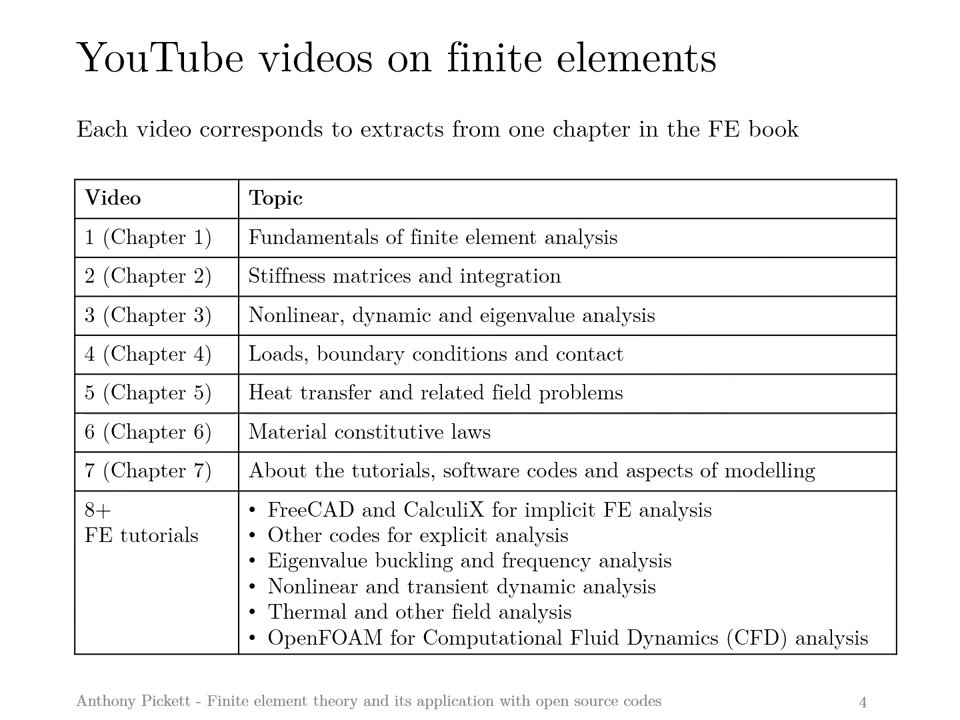 YouTube videos on finite elements
Each video corresponds to extracts from one chapter in the FE book
Video Topic
1 (Chapter 1) Fundamentals of finite element analysis
2 (Chapter 2) Stiffness matrices and integration
3 (Chapter 3) Nonlinear, dynamic and eigenvalue analysis
4 (Chapter 4) Loads, boundary conditions and contact
5 (Chapter 5) Heat transfer and related field problems
6 (Chapter 6) Material constitutive laws
7 (Chapter 7) About the tutorials, software codes and aspects of modelling
8+
FE tutorials
• FreeCAD and CalculiX for implicit FE analysis
• Other codes for explicit analysis
• Eigenvalue buckling and frequency analysis
• Nonlinear and transient dynamic analysis
• Thermal and other field analysis
• OpenFOAM for Computational Fluid Dynamics (CFD) analysis
Anthony Pickett - Finite element theory and its application with open source codes 4